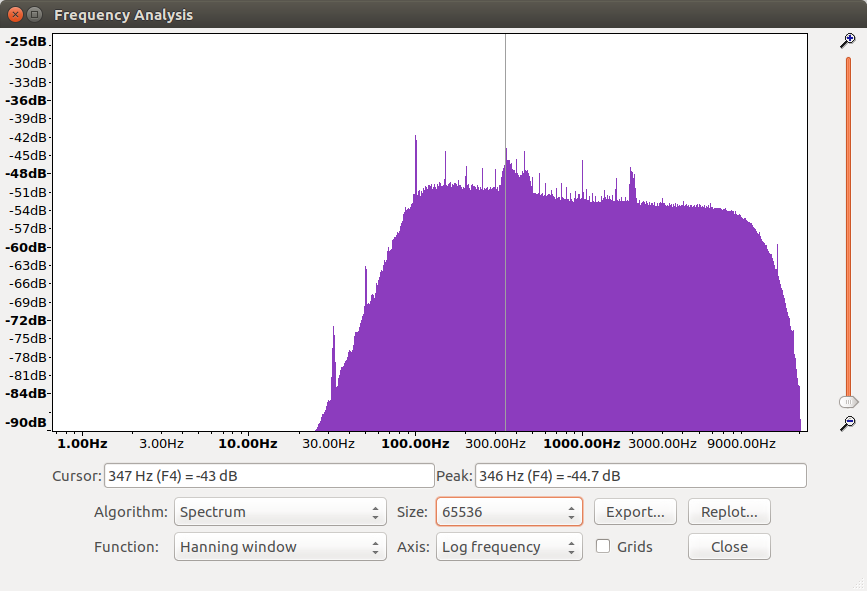 Frequency Analysis
-25dB
-30dB
-33dB
-36dB
-39dB
-42dB
-45dB
-48dB
-51dB
-54dB
-57dB
-60dB
-63dB
-66dB
-69dB
-72dB
-75dB
-78dB
-81dB
-84dB
-90dB
1.00Hz 3.00Hz 10.00Hz 30.00Hz 100.00Hz 300.00Hz 1000.00Hz 3000.00Hz 9000.00Hz
Cursor: 347 Hz (F4) = -43 dB Peak: 346 Hz (F4) = -44.7 dB
Algorithm: Spectrum Size: 65536 Export... Replot...
Function: Hanning window Axis: Log frequency Grids Close